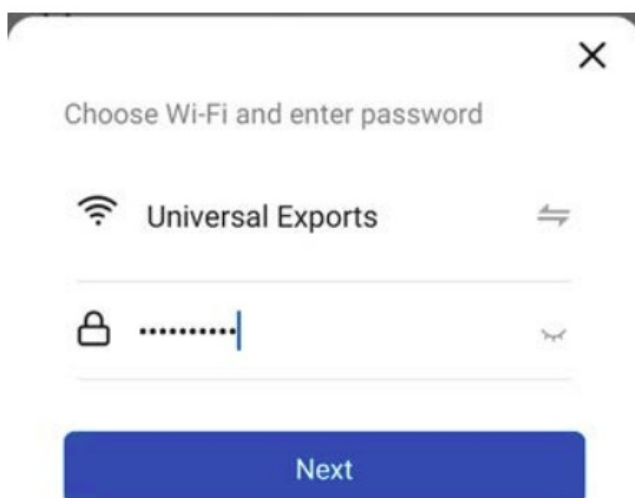 Choose Wi-Fi and enter password
Universal Exports
••••••••••
Next